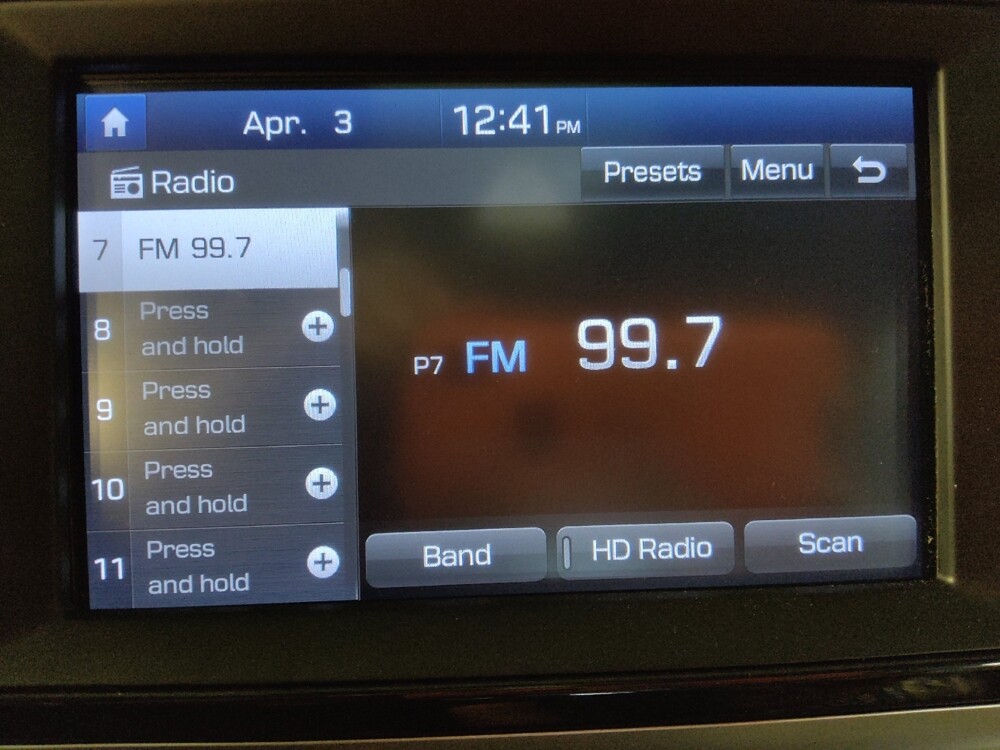 Apr. 3 12:41 PM
Radio Presets Menu
7 FM 99.7
8 Press
and hold
9 Press
and hold
10 Press
and hold
11 Press
and hold
P7 FM 99.7
Band HD Radio Scan